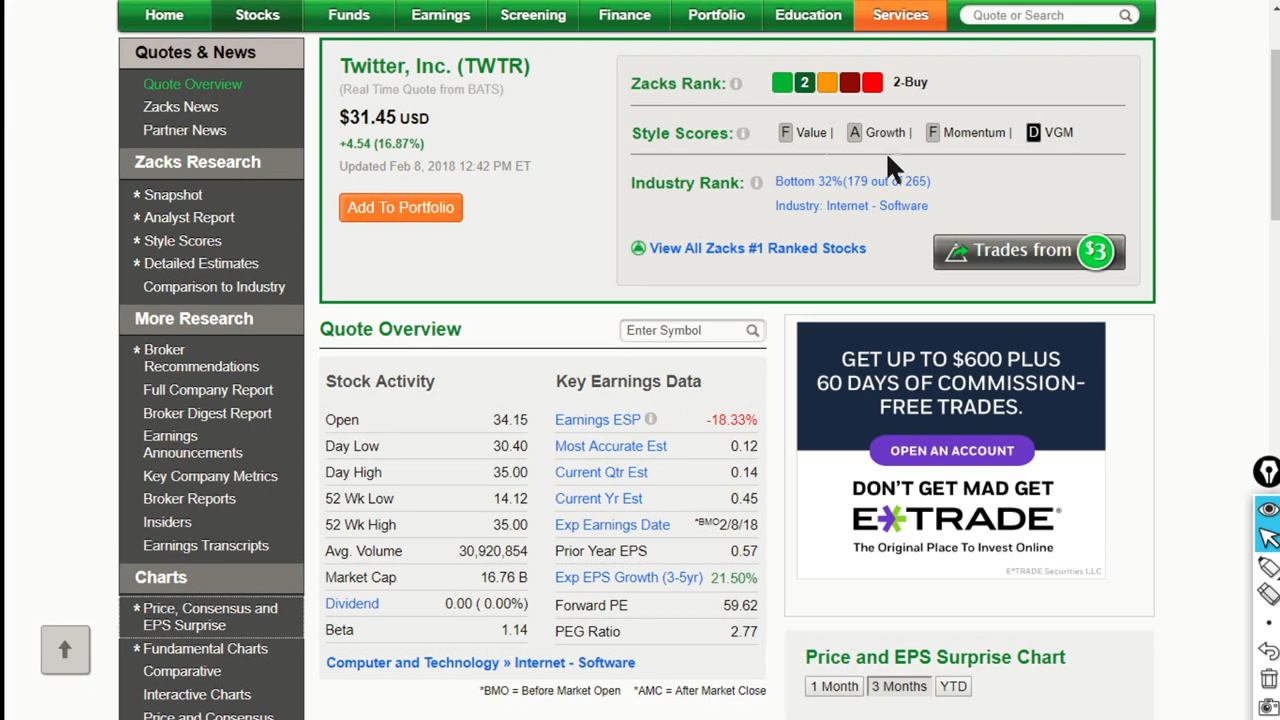 Home Stocks Funds Earnings Screening Finance Portfolio Education Services Quote or Search
Quotes & News
Quote Overview
Zacks News
Partner News
Zacks Research
* Snapshot
* Analyst Report
* Style Scores
* Detailed Estimates
Comparison to Industry
More Research
* Broker
Recommendations
Full Company Report
Broker Digest Report
Earnings
Announcements
Key Company Metrics
Broker Reports
Insiders
Earnings Transcripts
Charts
* Price, Consensus and
EPS Surprise
* Fundamental Charts
Comparative
Interactive Charts
Price and Consensus
Twitter, Inc. (TWTR)
(Real Time Quote from BATS)
$31.45 USD
+4.54 (16.87%)
Updated Feb 8, 2018 12:42 PM ET
Add To Portfolio
Zacks Rank: 2 2-Buy
Style Scores: F Value | A Growth | F Momentum | D VGM
Industry Rank: Bottom 32%(179 out of 265)
Industry: Internet - Software
View All Zacks #1 Ranked Stocks
Trades from $3
Quote Overview Enter Symbol
Stock Activity
Open 34.15
Day Low 30.40
Day High 35.00
52 Wk Low 14.12
52 Wk High 35.00
Avg. Volume 30,920,854
Market Cap 16.76 B
Dividend 0.00 ( 0.00%)
Beta 1.14
Key Earnings Data
Earnings ESP -18.33%
Most Accurate Est 0.12
Current Qtr Est 0.14
Current Yr Est 0.45
Exp Earnings Date *BMO2/8/18
Prior Year EPS 0.57
Exp EPS Growth (3-5yr) 21.50%
Forward PE 59.62
PEG Ratio 2.77
Computer and Technology » Internet - Software
*BMO = Before Market Open *AMC = After Market Close
GET UP TO $600 PLUS
60 DAYS OF COMMISSION-
FREE TRADES.
OPEN AN ACCOUNT
DON'T GET MAD GET
E*TRADE®
The Original Place To Invest Online
E*TRADE Securities LLC
Price and EPS Surprise Chart
1 Month 3 Months YTD